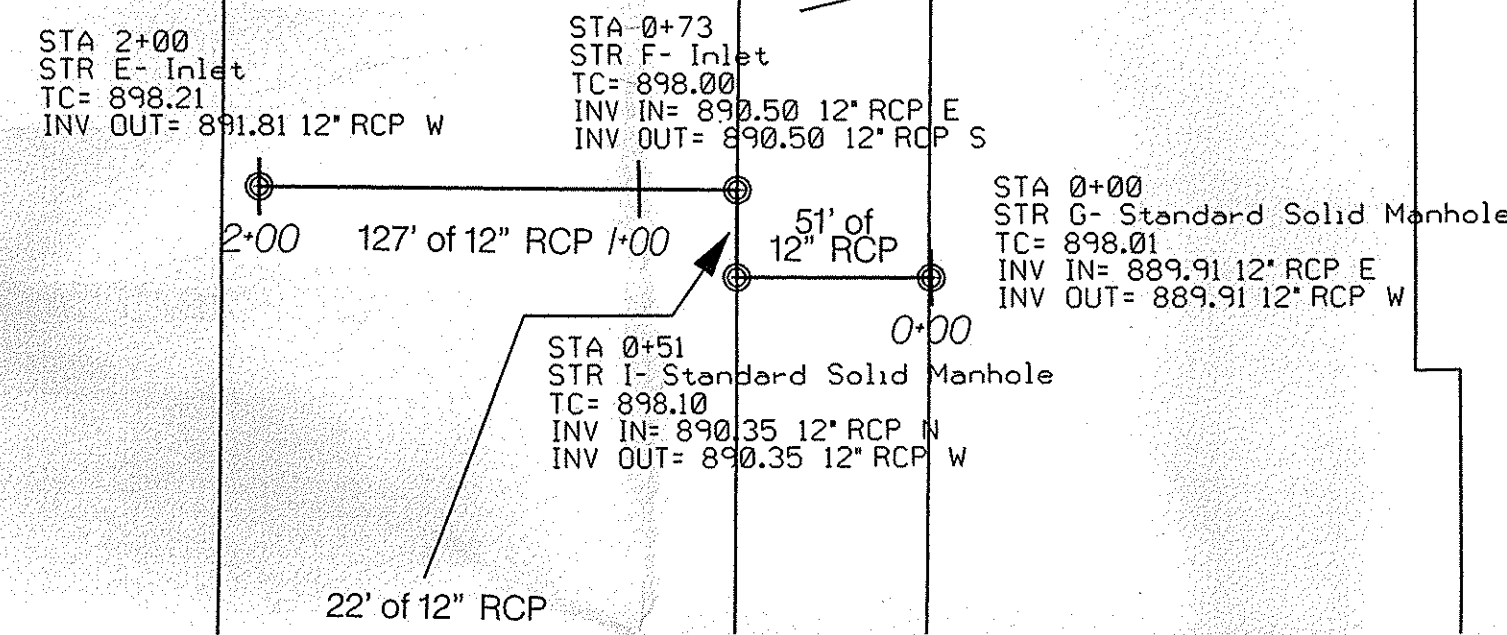 STA 2+00
STR E- Inlet
TC= 898.21
INV OUT= 891.81 12" RCP W
STA 0+73
STR F- Inlet
TC= 898.00
INV IN= 890.50 12" RCP E
INV OUT= 890.50 12" RCP S
STA 0+00
STR G- Standard Solid Manhole
TC= 898.01
INV IN= 889.91 12" RCP E
INV OUT= 889.91 12" RCP W
2+00
127' of 12" RCP
1+00
51' of
12" RCP
0+00
STA 0+51
STR I- Standard Solid Manhole
TC= 898.10
INV IN= 890.35 12" RCP N
INV OUT= 890.35 12" RCP W
22' of 12" RCP